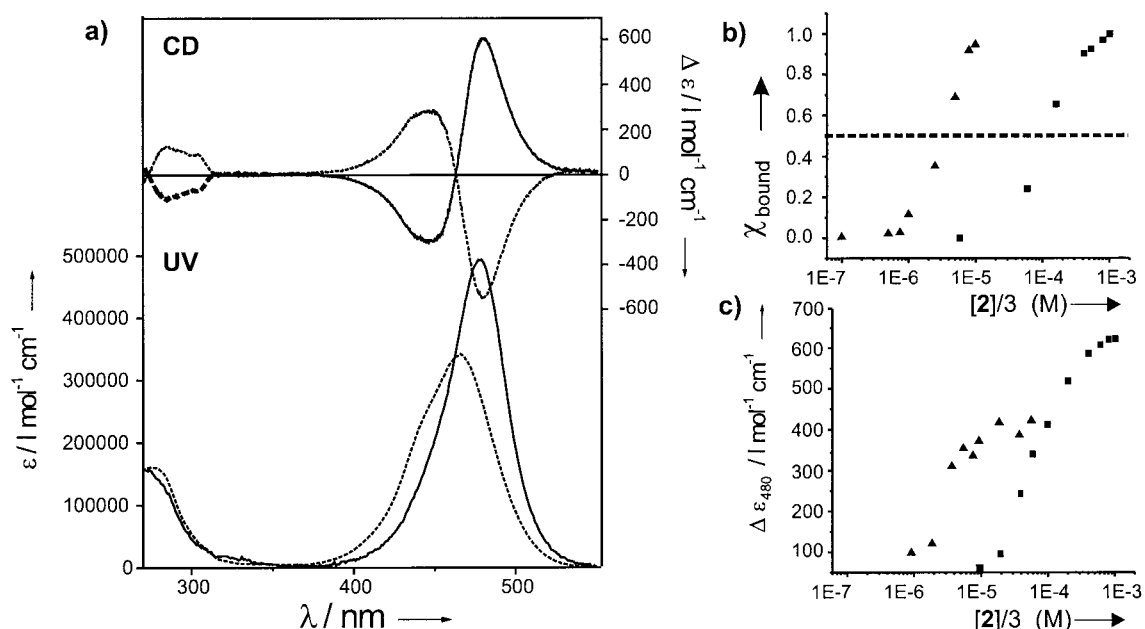 a)
CD
600
400
200
0
-200
-400
-600
Δ ε / l mol⁻¹ cm⁻¹
UV
500000
400000
300000
200000
100000
0
ε / l mol⁻¹ cm⁻¹
300
400
500
λ / nm
b)
1.0
0.8
0.6
0.4
0.2
0.0
χbound
1E-7
1E-6
1E-5
1E-4
1E-3
[2]/3 (M)
c)
700
600
500
400
300
200
100
Δ ε480 / l mol⁻¹ cm⁻¹
1E-7
1E-6
1E-5
1E-4
1E-3
[2]/3 (M)